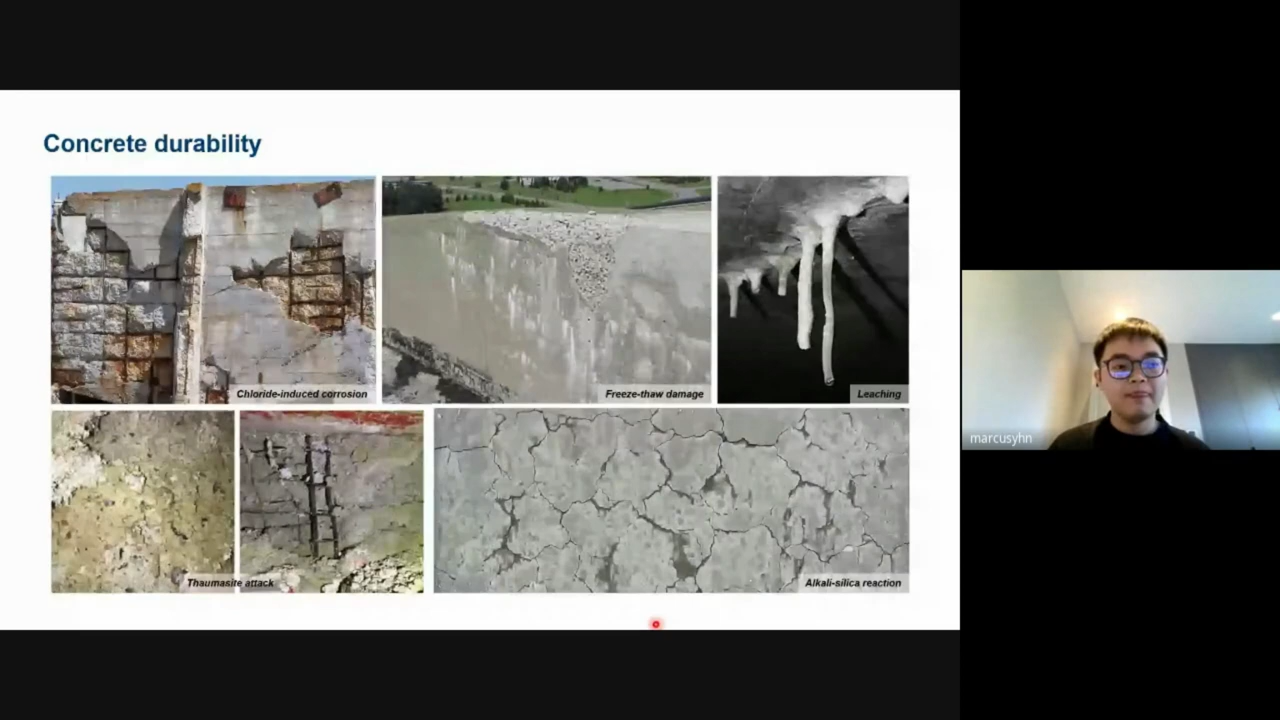 Concrete durability
Chloride-induced corrosion
Freeze-thaw damage
Leaching
Thaumasite attack
Alkali-silica reaction
marcusyhn